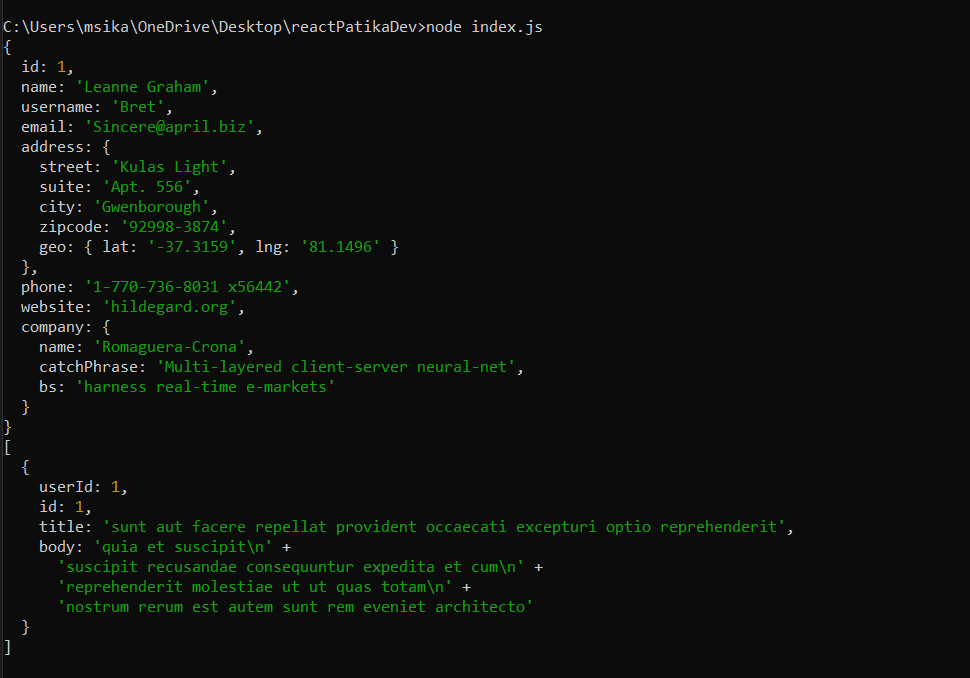 C:\Users\msika\OneDrive\Desktop\reactPatikaDev>node index.js
{
  id: 1,
  name: 'Leanne Graham',
  username: 'Bret',
  email: 'Sincere@april.biz',
  address: {
    street: 'Kulas Light',
    suite: 'Apt. 556',
    city: 'Gwenborough',
    zipcode: '92998-3874',
    geo: { lat: '-37.3159', lng: '81.1496' }
  },
  phone: '1-770-736-8031 x56442',
  website: 'hildegard.org',
  company: {
    name: 'Romaguera-Crona',
    catchPhrase: 'Multi-layered client-server neural-net',
    bs: 'harness real-time e-markets'
  }
}
[
  {
    userId: 1,
    id: 1,
    title: 'sunt aut facere repellat provident occaecati excepturi optio reprehenderit',
    body: 'quia et suscipit\n' +
      'suscipit recusandae consequuntur expedita et cum\n' +
      'reprehenderit molestiae ut ut quas totam\n' +
      'nostrum rerum est autem sunt rem eveniet architecto'
  }
]